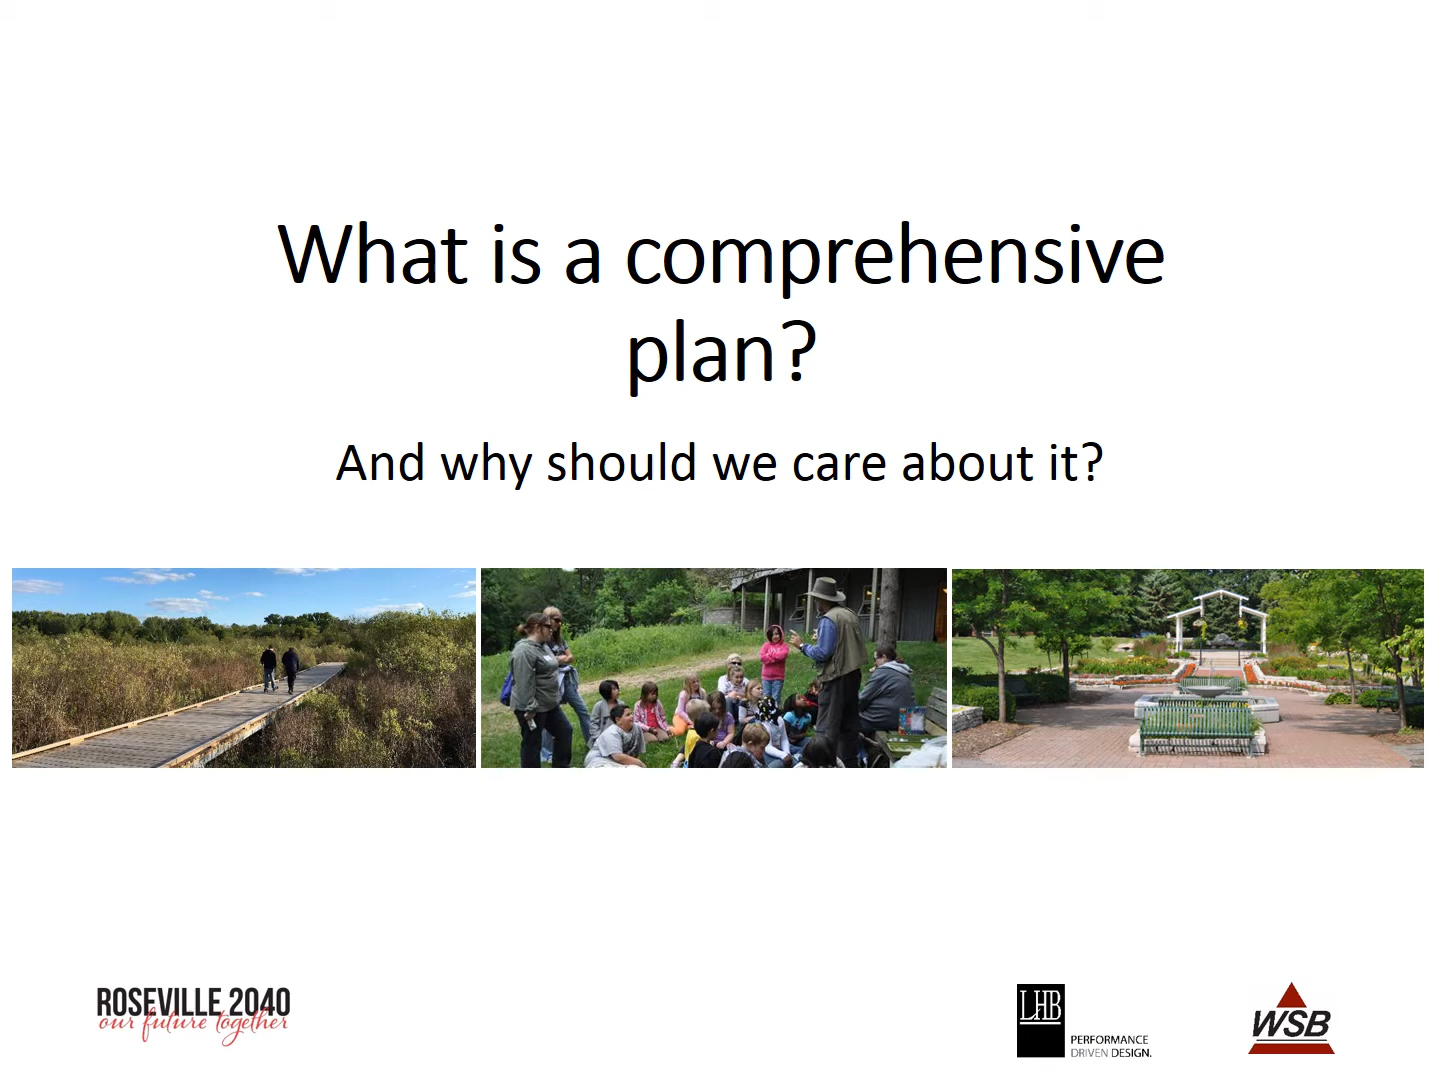 What is a comprehensive
plan?
And why should we care about it?
ROSEVILLE 2040
our future together
LHB
PERFORMANCE
DRIVEN DESIGN.
WSB